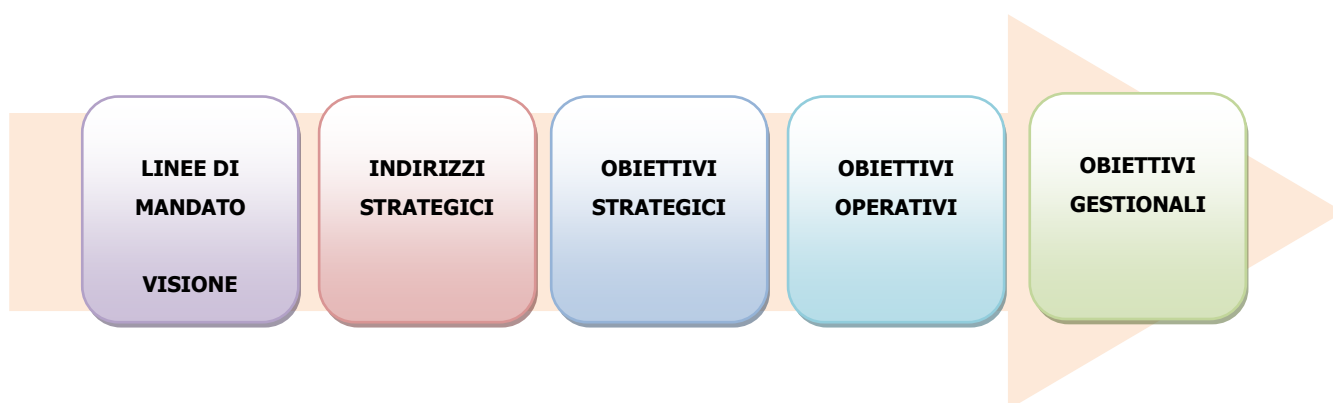 LINEE DI
MANDATO
VISIONE
INDIRIZZI
STRATEGICI
OBIETTIVI
STRATEGICI
OBIETTIVI
OPERATIVI
OBIETTIVI
GESTIONALI